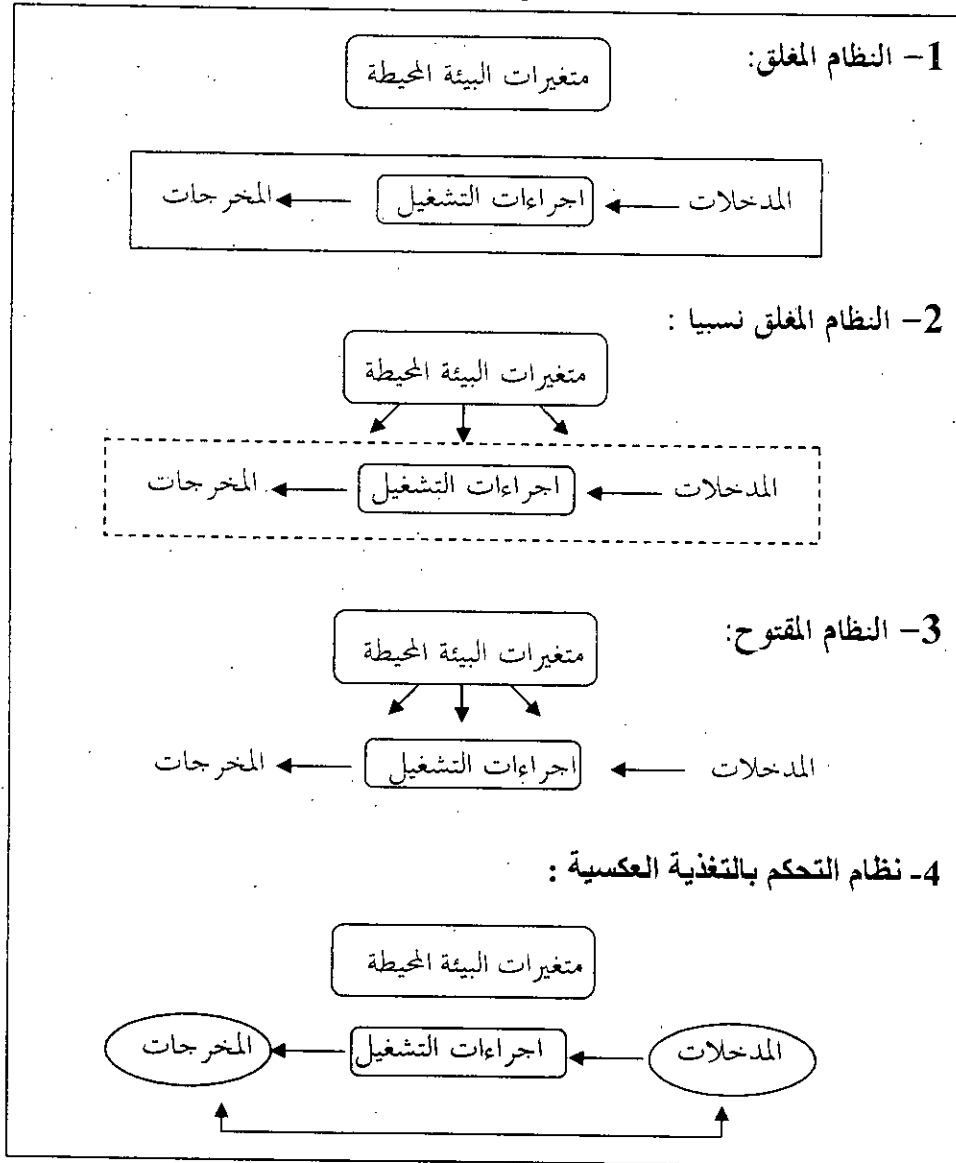 1- النظام المغلق:
متغيرات البيئة المحيطة
المدخلات اجراءات التشغيل المخرجات
2- النظام المغلق نسبيا :
متغيرات البيئة المحيطة
المدخلات اجراءات التشغيل المخرجات
3- النظام المقتوح:
متغيرات البيئة المحيطة
المدخلات اجراءات التشغيل المخرجات
4- نظام التحكم بالتغذية العكسية :
متغيرات البيئة المحيطة
المدخلات اجراءات التشغيل المخرجات